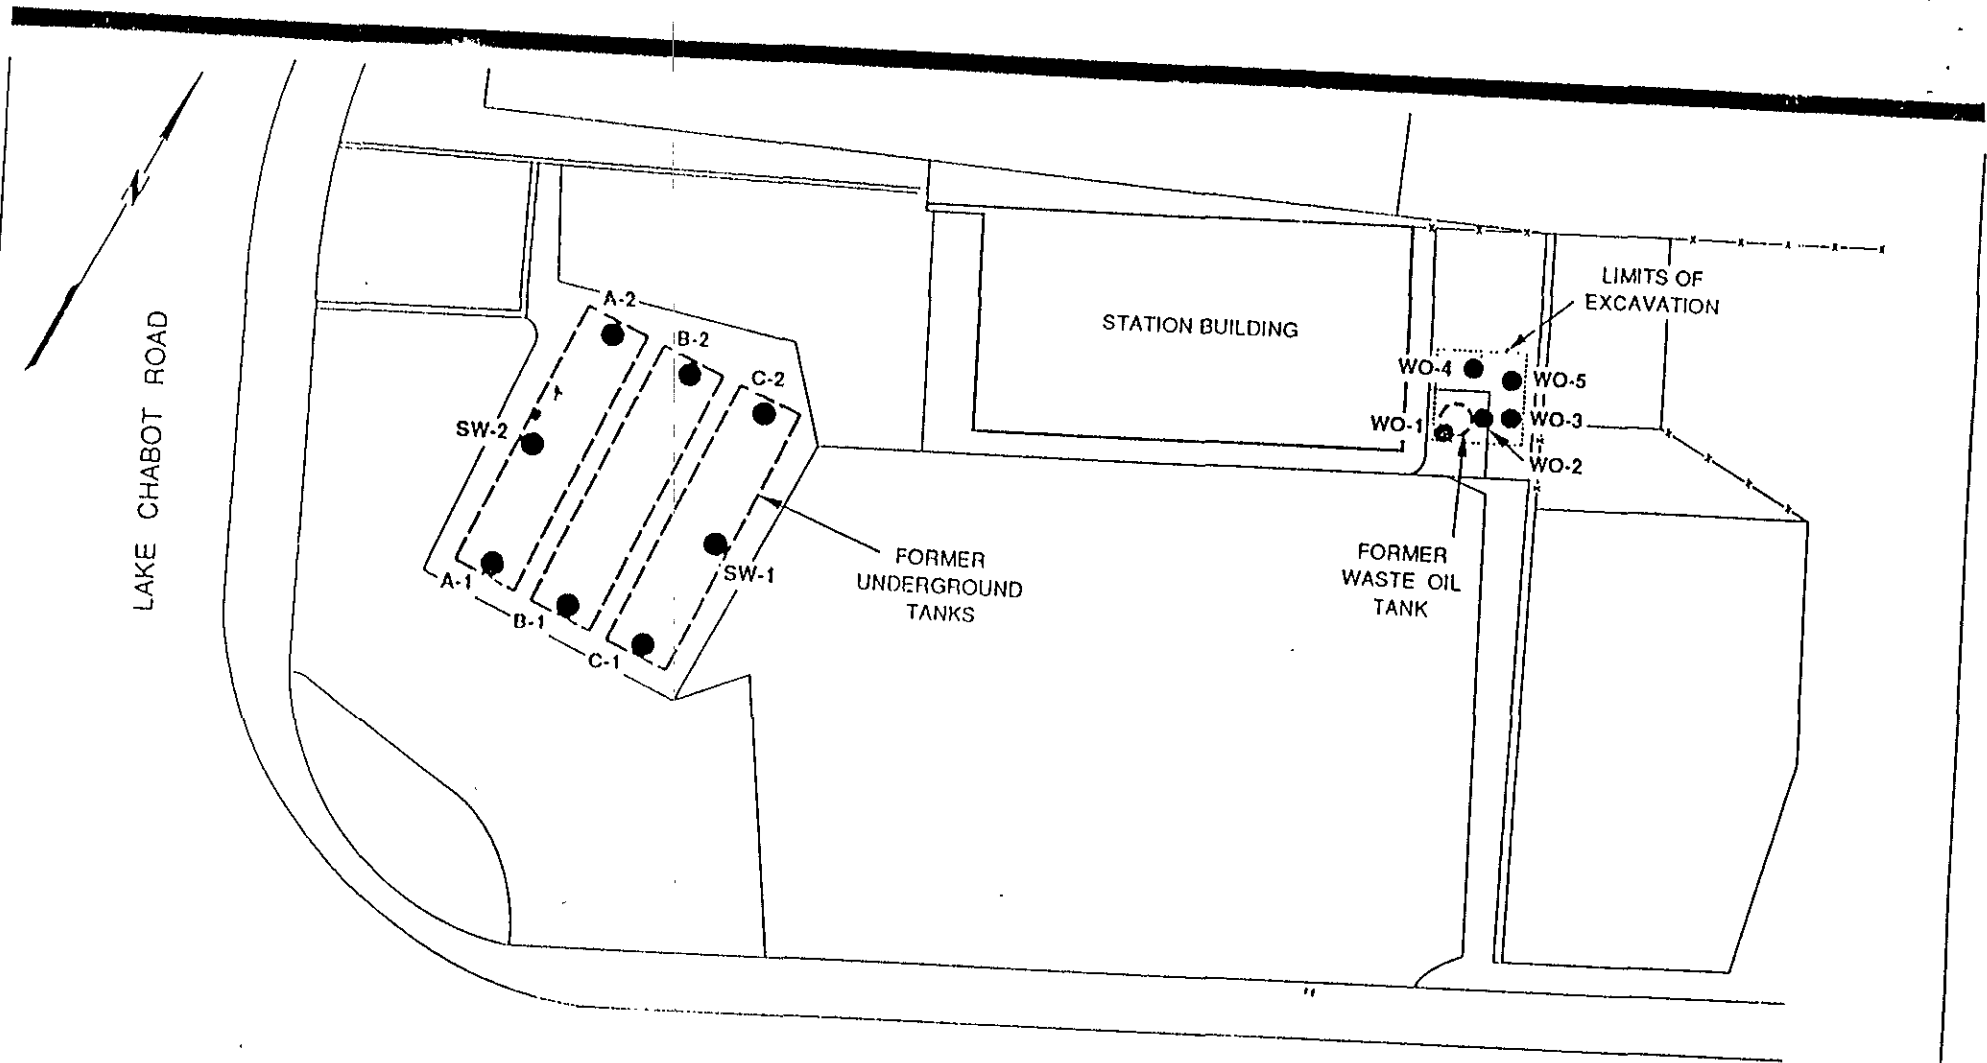 N
LAKE CHABOT ROAD
A-2
B-2
C-2
SW-2
A-1
B-1
C-1
SW-1
FORMER
UNDERGROUND
TANKS
STATION BUILDING
LIMITS OF
EXCAVATION
WO-4
WO-5
WO-1
WO-3
WO-2
FORMER
WASTE OIL
TANK